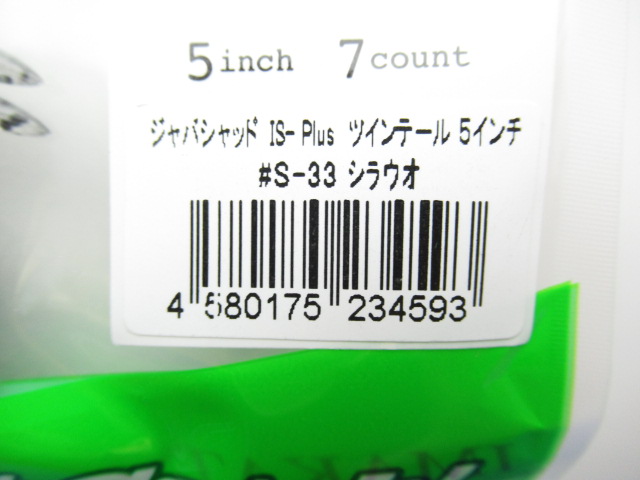 5inch 7count
ジャバシャッド IS-Plus ツインテール 5インチ
#S-33 シラウオ
4 580175 234593